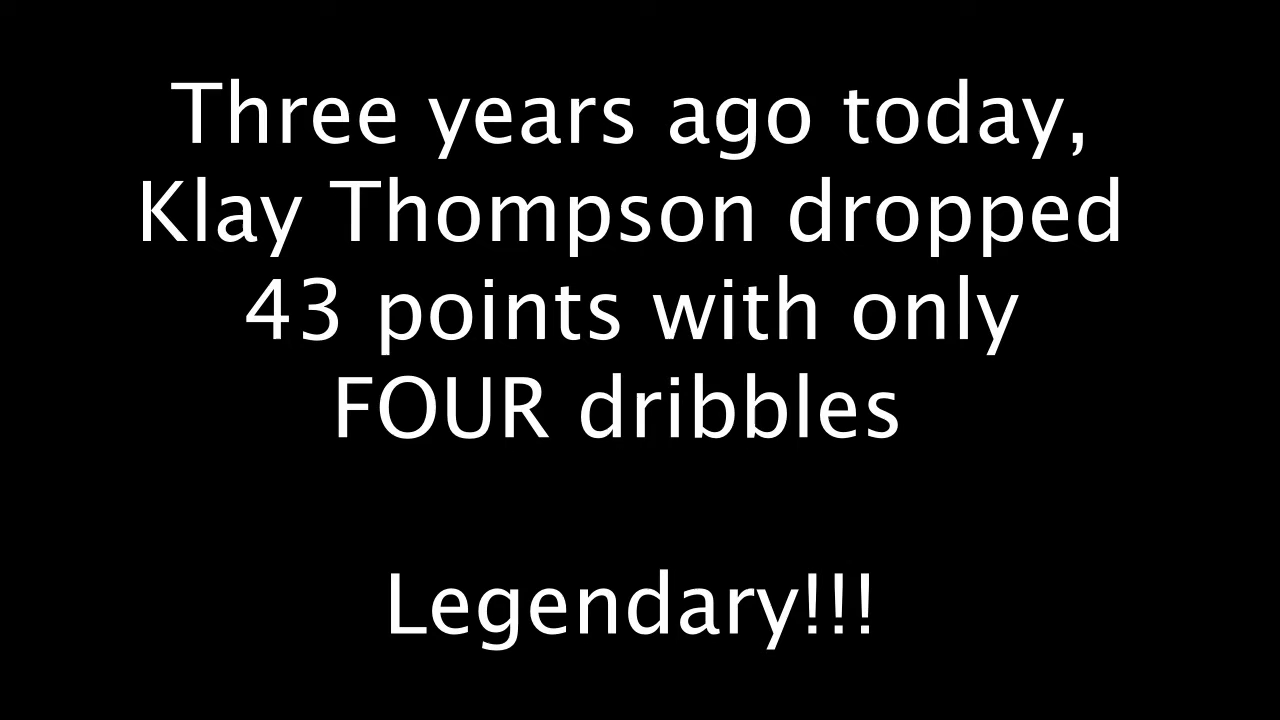 Three years ago today,
Klay Thompson dropped
43 points with only
FOUR dribbles
Legendary!!!